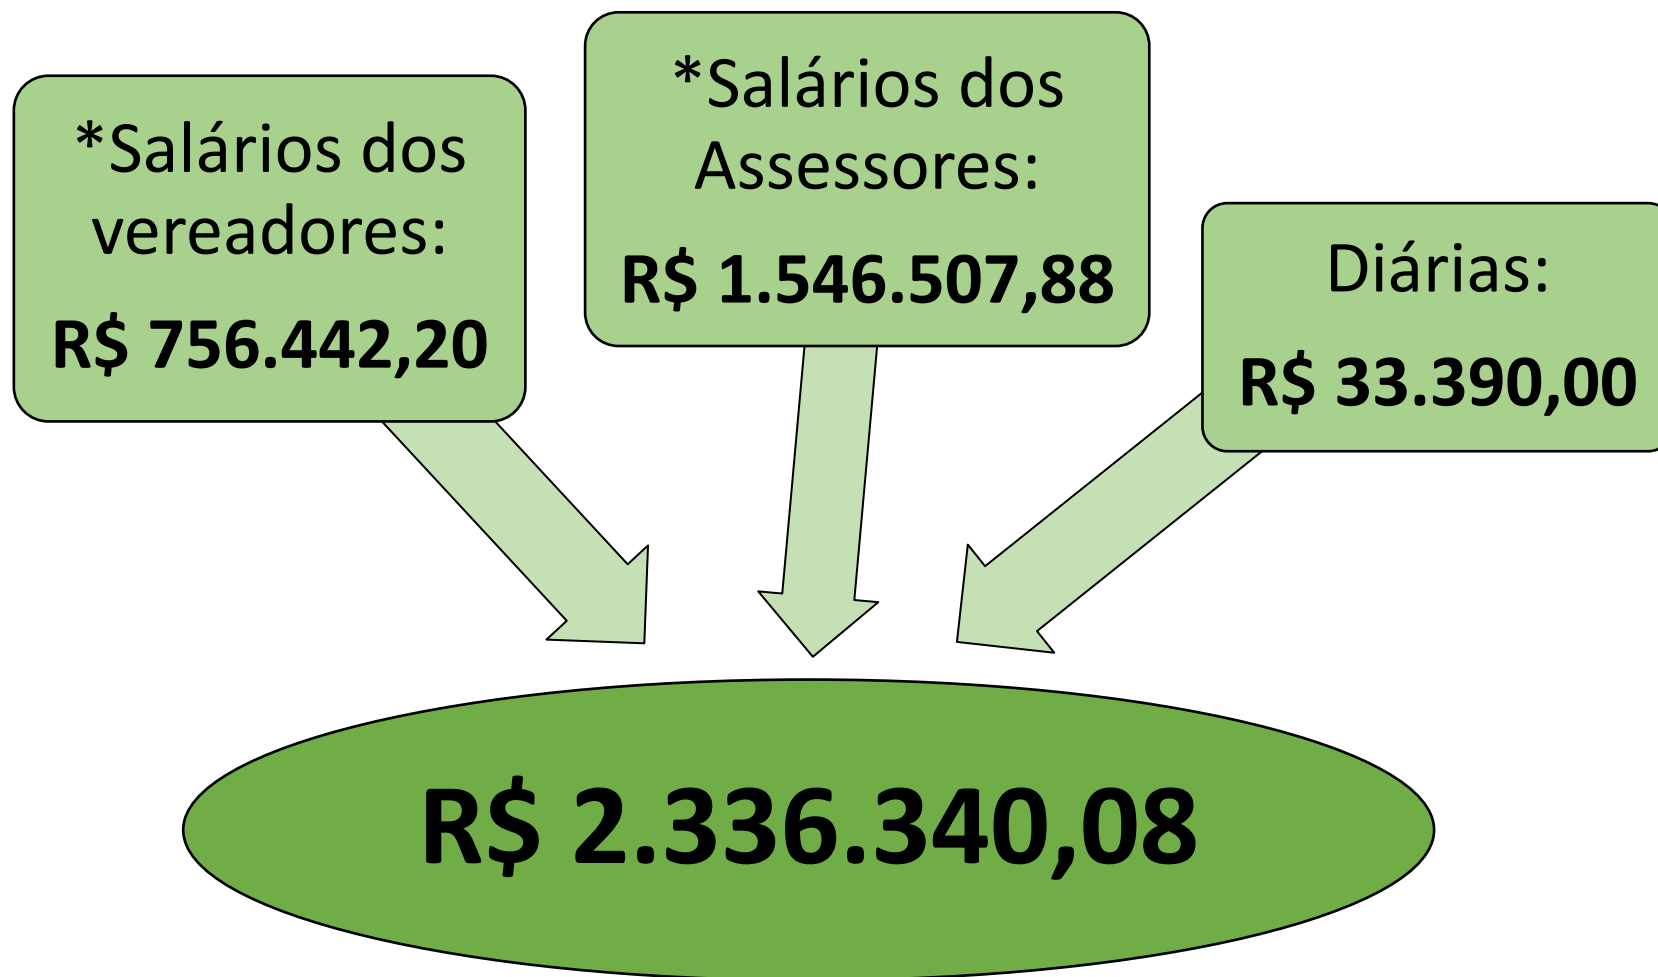 *Salários dos
vereadores:
R$ 756.442,20
*Salários dos
Assessores:
R$ 1.546.507,88
Diárias:
R$ 33.390,00
R$ 2.336.340,08